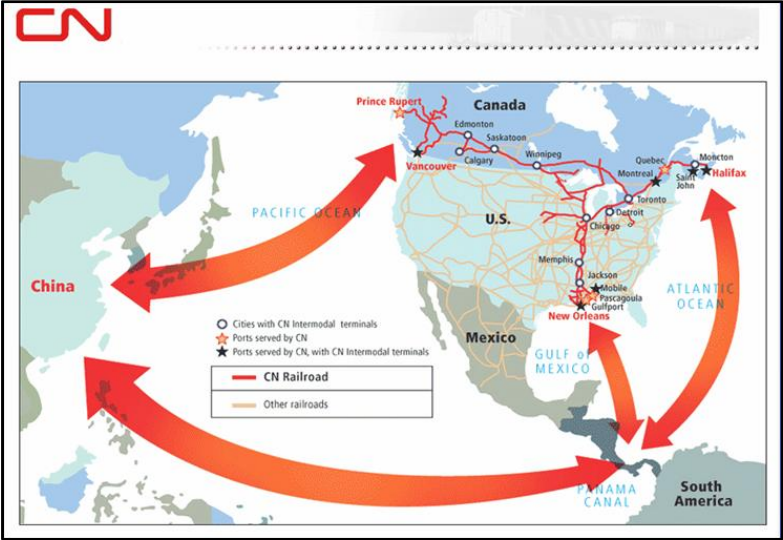 CN
Prince Rupert
Canada
Edmonton
Saskatoon
Calgary
Winnipeg
Vancouver
Quebec
Moncton
Montreal
Saint
John
Halifax
Toronto
Detroit
Chicago
PACIFIC OCEAN
U.S.
China
Memphis
Jackson
Mobile
Pascagoula
Gulfport
New Orleans
ATLANTIC
OCEAN
Cities with CN Intermodal terminals
Ports served by CN
Ports served by CN, with CN Intermodal terminals
Mexico
GULF of
MEXICO
CN Railroad
Other railroads
PANAMA
CANAL
South
America